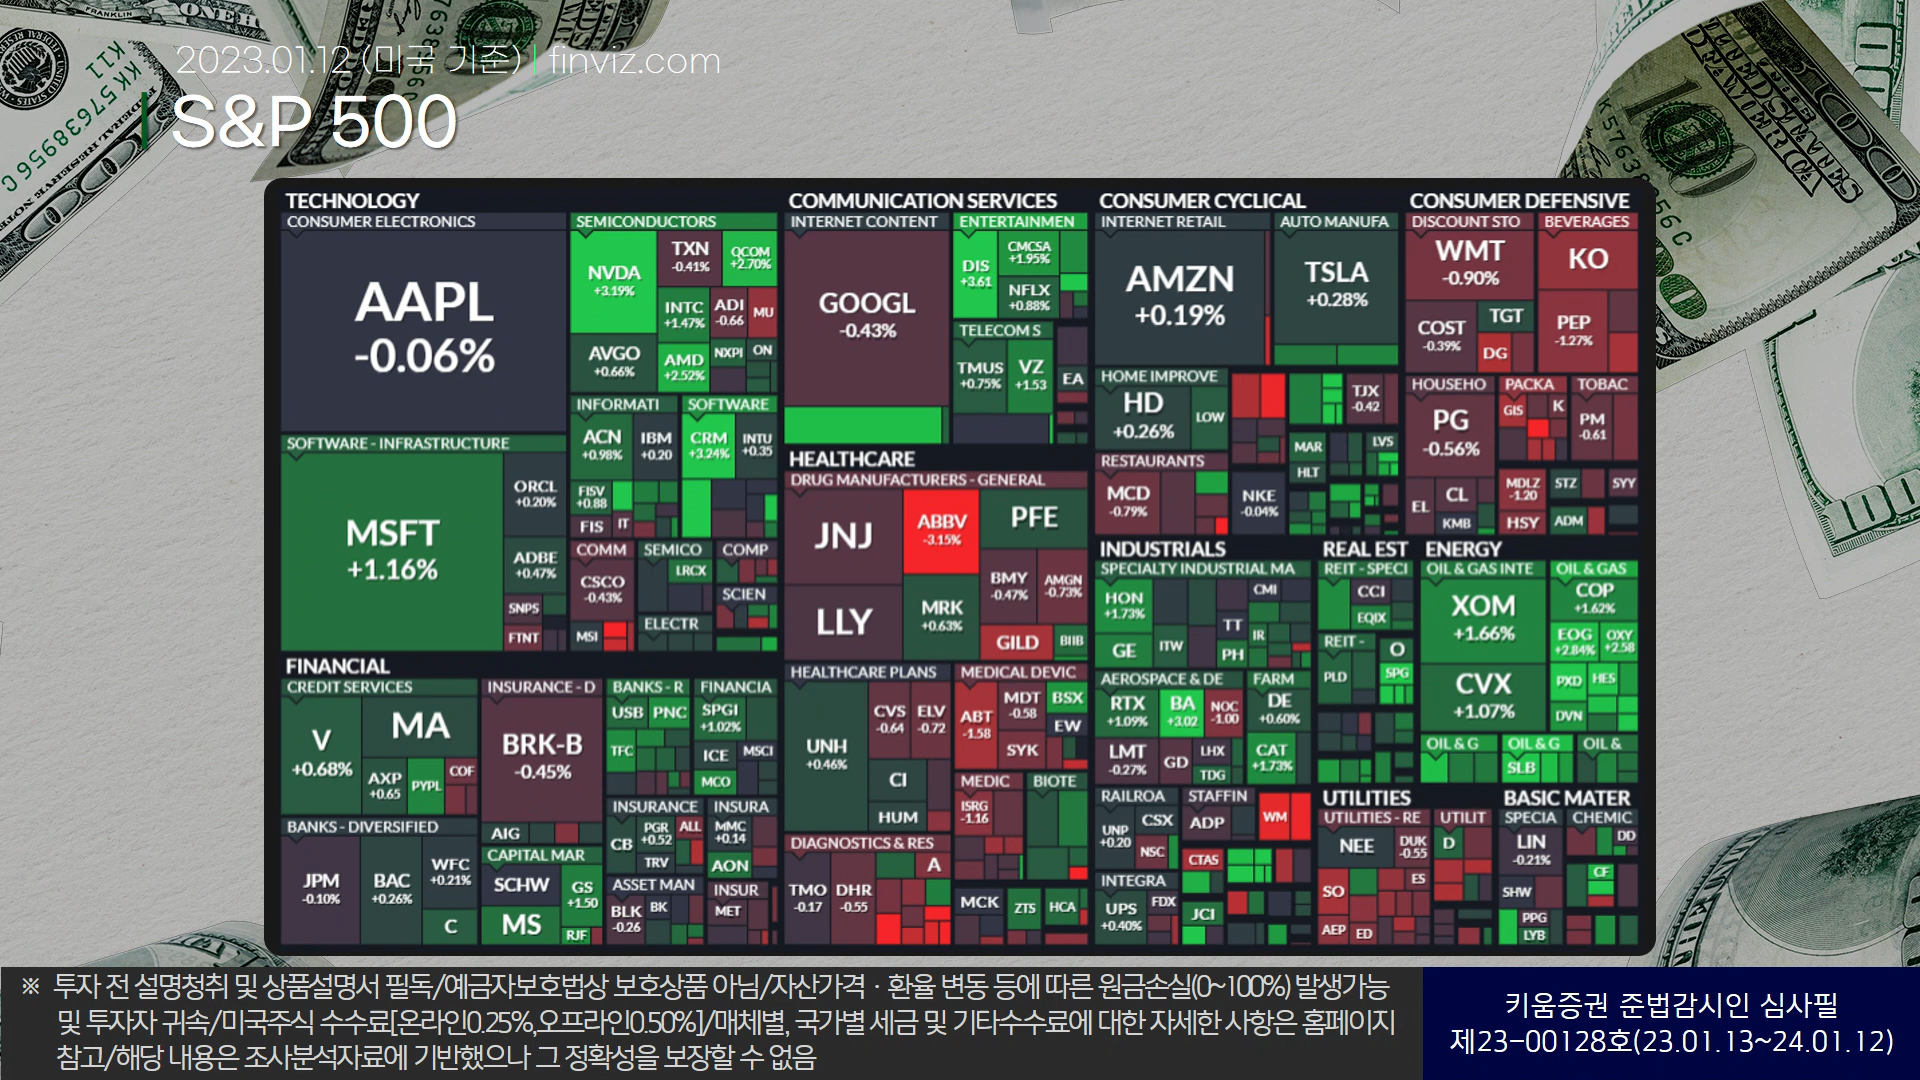 2023.01.12 (미국 기준) | finviz.com
S&P 500
TECHNOLOGY
CONSUMER ELECTRONICS
AAPL
-0.06%
SEMICONDUCTORS
NVDA
+3.19%
TXN
-0.41%
QCOM
+2.70%
INTC
+1.47%
ADI
-0.66
MU
AVGO
+0.66%
AMD
+2.52%
NXPI
ON
SOFTWARE - INFRASTRUCTURE
MSFT
+1.16%
ORCL
+0.20%
ADBE
+0.47%
SNPS
FTNT
INFORMATI
ACN
+0.98%
IBM
+0.20
FISV
+0.88
FIS
IT
SOFTWARE
CRM
+3.24%
INTU
+0.35
COMM
CSCO
-0.43%
MSI
SEMICO
LRCX
COMP
SCIEN
ELECTR
COMMUNICATION SERVICES
INTERNET CONTENT
GOOGL
-0.43%
ENTERTAINMEN
DIS
+3.61
CMCSA
+1.95%
NFLX
+0.88%
TELECOM S
TMUS
+0.75%
VZ
+1.53
EA
CONSUMER CYCLICAL
INTERNET RETAIL
AMZN
+0.19%
AUTO MANUFA
TSLA
+0.28%
HOME IMPROVE
HD
+0.26%
LOW
TJX
-0.42
RESTAURANTS
MCD
-0.79%
NKE
-0.04%
MAR
HLT
LVS
CONSUMER DEFENSIVE
DISCOUNT STO
WMT
-0.90%
COST
-0.39%
TGT
DG
BEVERAGES
KO
PEP
-1.27%
HOUSEHO
PG
-0.56%
EL
CL
KMB
PACKA
GIS
K
TOBAC
PM
-0.61
MDLZ
-1.20
HSY
STZ
SYY
ADM
HEALTHCARE
DRUG MANUFACTURERS - GENERAL
JNJ
ABBV
-3.15%
PFE
LLY
MRK
+0.63%
BMY
-0.47%
AMGN
-0.73%
GILD
BIIB
HEALTHCARE PLANS
UNH
+0.46%
CVS
-0.64
ELV
-0.72
CI
HUM
MEDICAL DEVIC
ABT
-1.58
MDT
-0.58
BSX
EW
SYK
MEDIC
ISRG
-1.16
BIOTE
DIAGNOSTICS & RES
TMO
-0.17
DHR
-0.55
A
MCK
ZTS
HCA
FINANCIAL
CREDIT SERVICES
V
+0.68%
MA
AXP
+0.65
PYPL
COF
INSURANCE - D
BRK-B
-0.45%
AIG
BANKS - R
USB
PNC
TFC
FINANCIA
SPGI
+1.02%
ICE
MSCI
MCO
BANKS - DIVERSIFIED
JPM
-0.10%
BAC
+0.26%
WFC
+0.21%
C
CAPITAL MAR
SCHW
GS
+1.50
MS
RJF
INSURANCE
CB
PGR
+0.52
ALL
TRV
INSURA
MMC
+0.14
AON
ASSET MAN
BLK
-0.26
BK
INSUR
MET
INDUSTRIALS
SPECIALTY INDUSTRIAL MA
HON
+1.73%
GE
ITW
CMI
TT
IR
PH
AEROSPACE & DE
RTX
+1.09%
BA
+3.02
NOC
-1.00
LMT
-0.27%
GD
LHX
TDG
FARM
DE
+0.60%
CAT
+1.73%
RAILROA
UNP
+0.20
CSX
NSC
STAFFIN
ADP
WM
CTAS
INTEGRA
UPS
+0.40%
FDX
JCI
REAL EST
REIT - SPECI
CCI
EQIX
REIT -
PLD
O
SPG
ENERGY
OIL & GAS INTE
XOM
+1.66%
CVX
+1.07%
OIL & GAS
COP
+1.62%
EOG
+2.84%
OXY
+2.58
PXD
HES
DVN
OIL & G
OIL & G
SLB
OIL &
UTILITIES
UTILITIES - RE
NEE
DUK
-0.55
SO
ES
AEP
ED
UTILIT
D
BASIC MATER
SPECIA
LIN
-0.21%
SHW
PPG
LYB
CHEMIC
DD
CF
※ 투자 전 설명청취 및 상품설명서 필독/예금자보호법상 보호상품 아님/자산가격 · 환율 변동 등에 따른 원금손실(0~100%) 발생가능
및 투자자 귀속/미국주식 수수료[온라인0.25%,오프라인0.50%]/매체별, 국가별 세금 및 기타수수료에 대한 자세한 사항은 홈페이지
참고/해당 내용은 조사분석자료에 기반했으나 그 정확성을 보장할 수 없음
키움증권 준법감시인 심사필
제23-00128호(23.01.13~24.01.12)